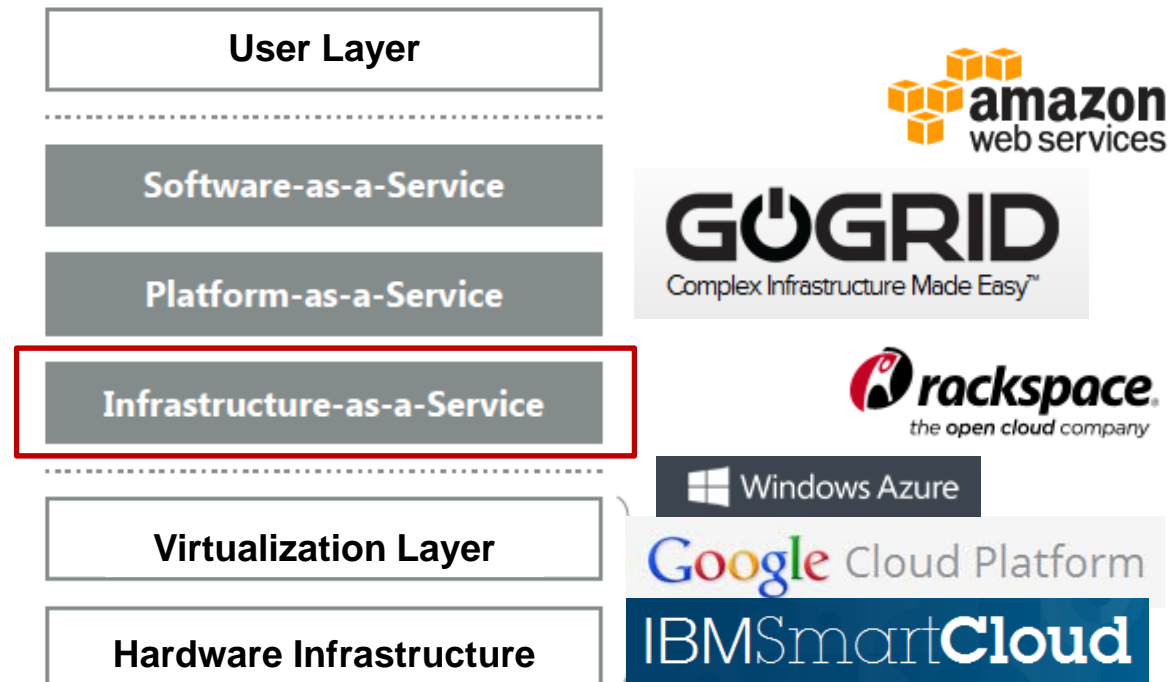 User Layer
Software-as-a-Service
Platform-as-a-Service
Infrastructure-as-a-Service
Virtualization Layer
Hardware Infrastructure
amazon
web services
GOGRID
Complex Infrastructure Made Easy™
rackspace.
the open cloud company
Windows Azure
Google Cloud Platform
IBMSmartCloud